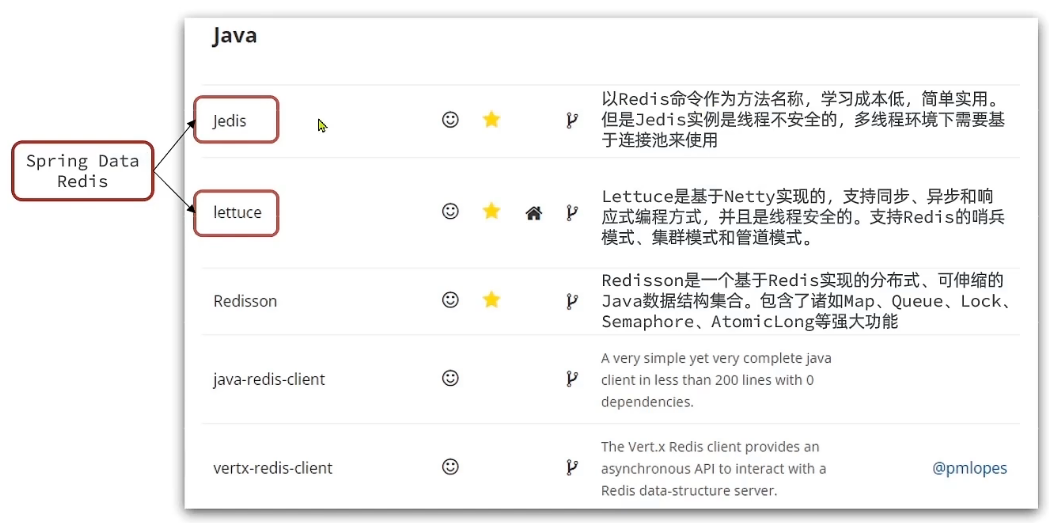 Java
Spring Data
Redis
Jedis
以Redis命令作为方法名称，学习成本低，简单实用。
但是Jedis实例是线程不安全的，多线程环境下需要基
于连接池来使用
lettuce
Lettuce是基于Netty实现的，支持同步、异步和响
应式编程方式，并且是线程安全的。支持Redis的哨兵
模式、集群模式和管道模式。
Redisson
Redisson是一个基于Redis实现的分布式、可伸缩的
Java数据结构集合。包含了诸如Map、Queue、Lock、
Semaphore、AtomicLong等强大功能
java-redis-client
A very simple yet very complete java
client in less than 200 lines with 0
dependencies.
vertx-redis-client
The Vert.x Redis client provides an
asynchronous API to interact with a
Redis data-structure server.
@pmlopes